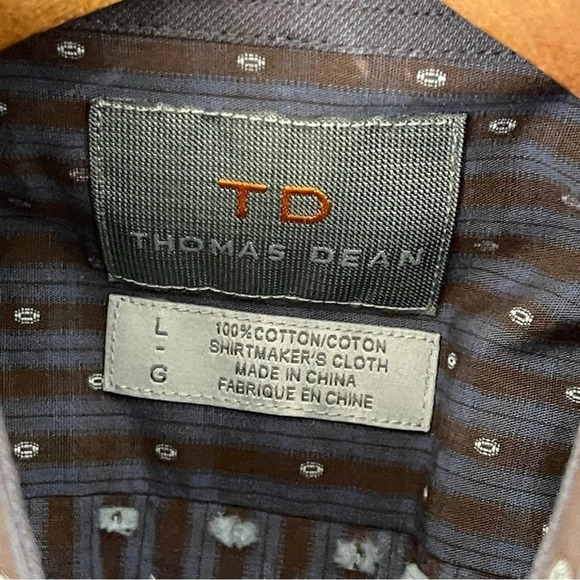 TD
THOMAS DEAN
L
-
G
100% COTTON/COTON
SHIRTMAKER'S CLOTH
MADE IN CHINA
FABRIQUE EN CHINE